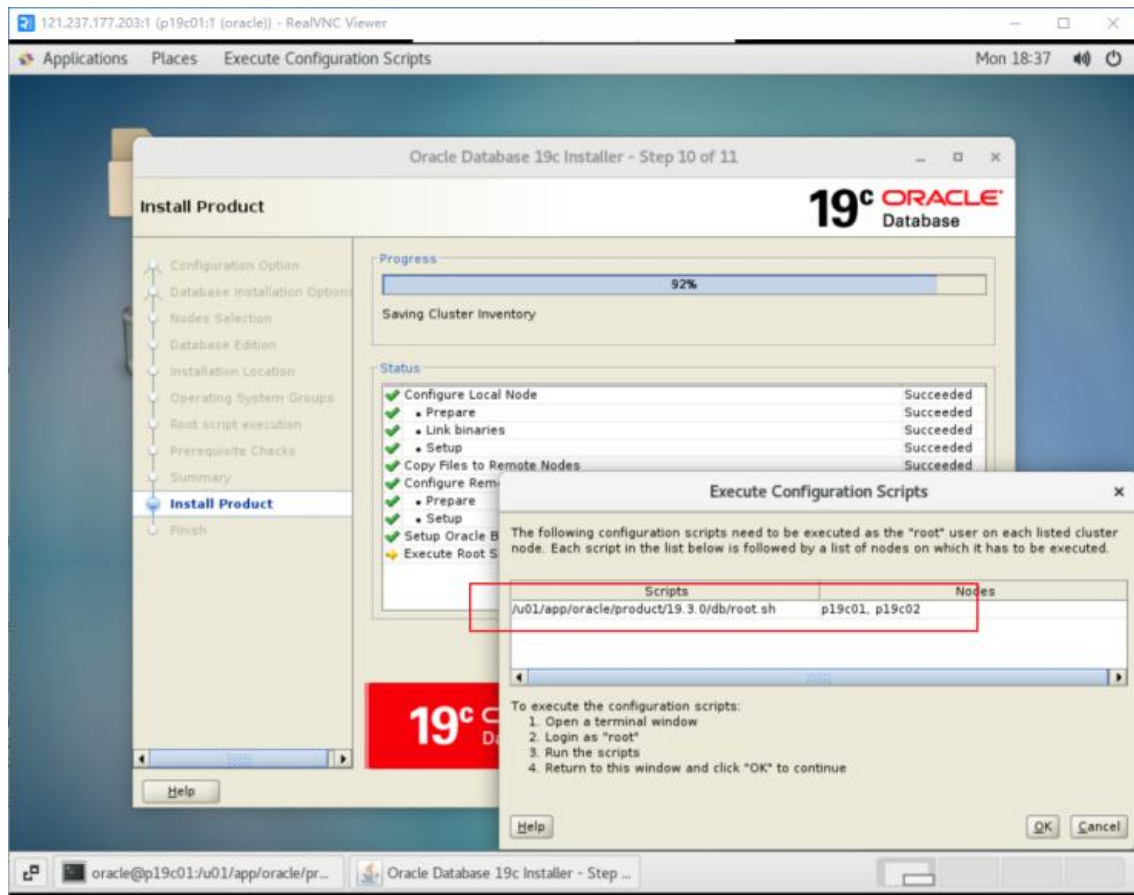 121.237.177.203:1 (p19c01:1 (oracle)) - RealVNC Viewer
Applications Places Execute Configuration Scripts Mon 18:37
Oracle Database 19c Installer - Step 10 of 11
Install Product
19c ORACLE
Database
Configuration Option
Database Installation Options
Nodes Selection
Database Edition
Installation Location
Operating System Groups
Root script execution
Prerequisite Checks
Summary
Install Product
Finish
Progress
92%
Saving Cluster Inventory
Status
Configure Local Node Succeeded
• Prepare Succeeded
• Link binaries Succeeded
• Setup Succeeded
Copy Files to Remote Nodes Succeeded
Configure Rem
• Prepare
• Setup
Setup Oracle B
Execute Root S
19c
Help
Execute Configuration Scripts
The following configuration scripts need to be executed as the "root" user on each listed cluster
node. Each script in the list below is followed by a list of nodes on which it has to be executed.
Scripts Nodes
/u01/app/oracle/product/19.3.0/db/root.sh p19c01, p19c02
To execute the configuration scripts:
1. Open a terminal window
2. Login as "root"
3. Run the scripts
4. Return to this window and click "OK" to continue
Help OK Cancel
oracle@p19c01:/u01/app/oracle/pr... Oracle Database 19c Installer - Step ...